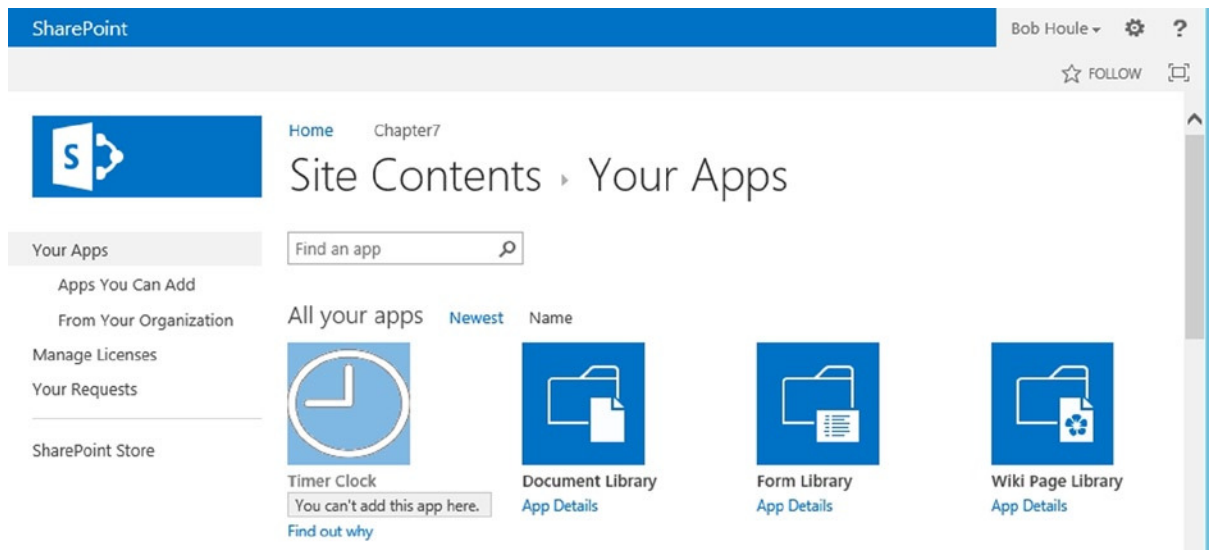 SharePoint
Bob Houle
?
FOLLOW
S
Home Chapter7
Site Contents ▸ Your Apps
Your Apps
Apps You Can Add
From Your Organization
Manage Licenses
Your Requests
SharePoint Store
Find an app
All your apps Newest Name
Timer Clock
You can't add this app here.
Find out why
Document Library
App Details
Form Library
App Details
Wiki Page Library
App Details